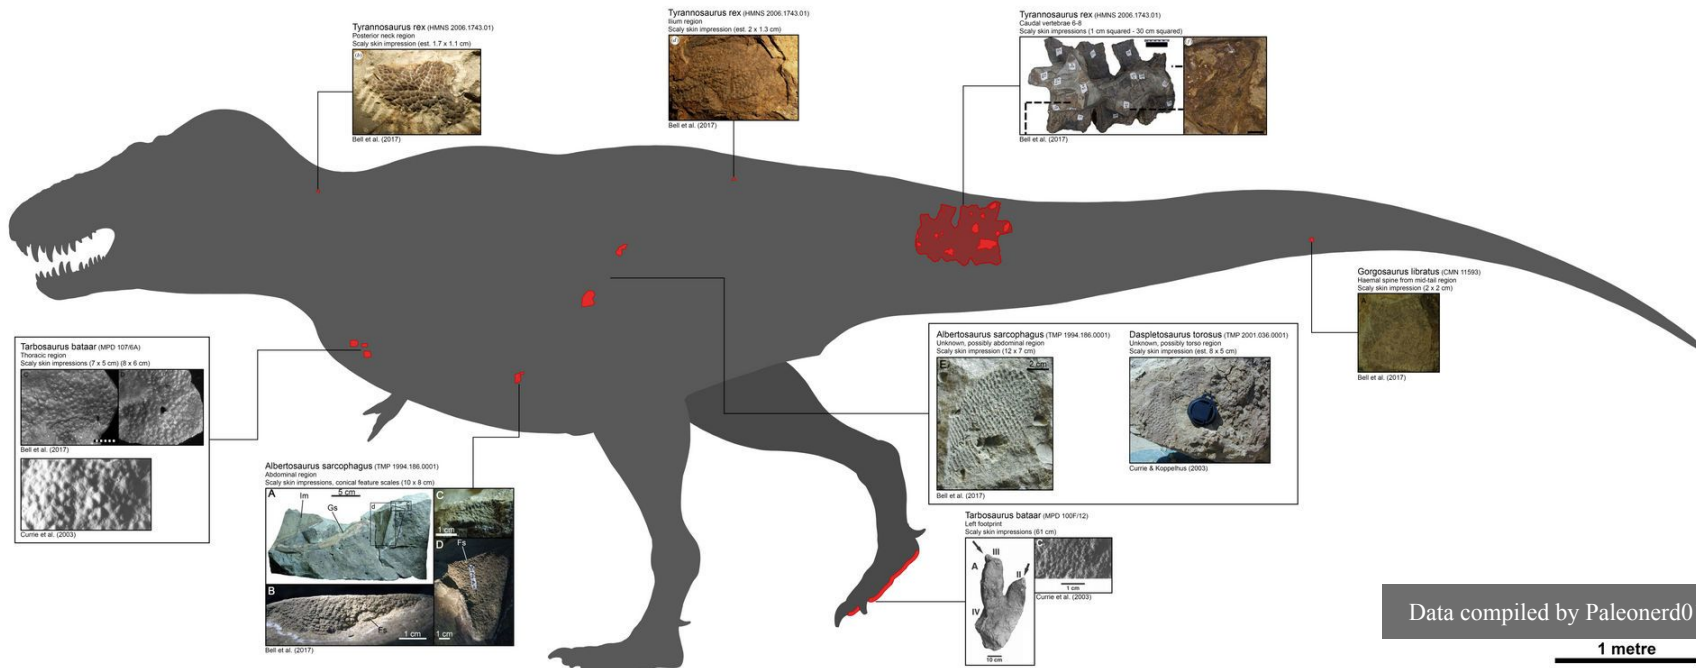 Tyrannosaurus rex (HMNS 2006.1743.01)
Posterior neck region
Scaly skin impression (est. 1.7 x 1.1 cm)
Bell et al. (2017)
Tyrannosaurus rex (HMNS 2006.1743.01)
Ilium region
Scaly skin impression (est. 2 x 1.3 cm)
Bell et al. (2017)
Tyrannosaurus rex (HMNS 2006.1743.01)
Caudal vertebrae 6-8
Scaly skin impressions (1 cm squared - 30 cm squared)
Bell et al. (2017)
Gorgosaurus libratus (CMN 11593)
Haemal spine from mid-tail region
Scaly skin impression (2 x 2 cm)
Bell et al. (2017)
Tarbosaurus bataar (MPD 107/6A)
Thoracic region
Scaly skin impressions (7 x 5 cm) (8 x 6 cm)
Bell et al. (2017)
Currie et al. (2003)
Albertosaurus sarcophagus (TMP 1994.186.0001)
Unknown, possibly abdominal region
Scaly skin impression (12 x 7 cm)
E
2 cm
Bell et al. (2017)
Daspletosaurus torosus (TMP 2001.036.0001)
Unknown, possibly torso region
Scaly skin impression (est. 8 x 5 cm)
F
Currie & Koppelhus (2003)
Albertosaurus sarcophagus (TMP 1994.186.0001)
Abdominal region
Scaly skin impressions, conical feature scales (10 x 8 cm)
A
Im
5 cm
Gs
d
C
1 cm
D
Fs
1 cm
B
Fs
1 cm
Bell et al. (2017)
Tarbosaurus bataar (MPD 100F/12)
Left footprint
Scaly skin impressions (61 cm)
III
A
II
IV
10 cm
C
1 cm
Currie et al. (2003)
Data compiled by Paleonerd0
1 metre